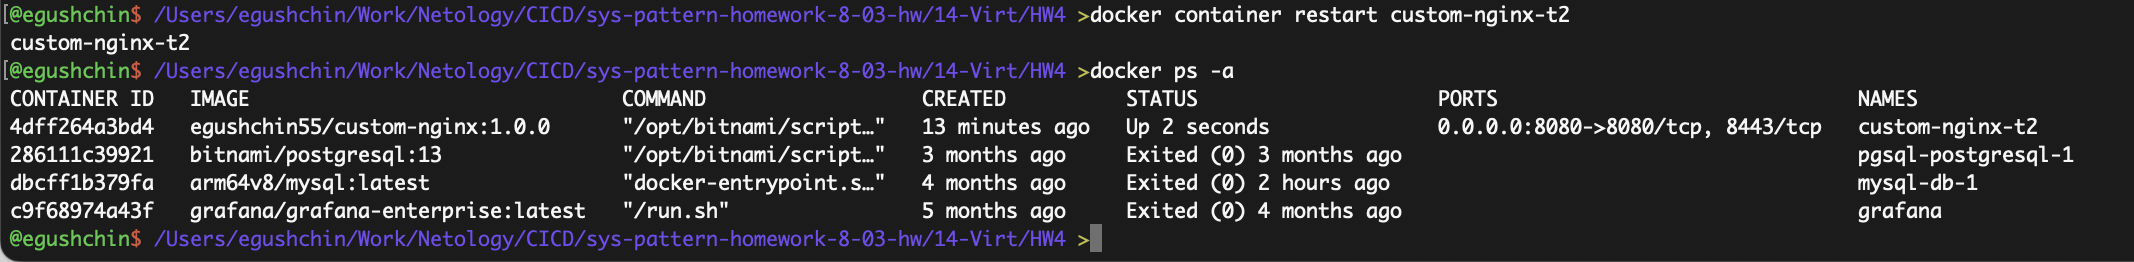 [@egushchin$ /Users/egushchin/Work/Netology/CICD/sys-pattern-homework-8-03-hw/14-Virt/HW4 >docker container restart custom-nginx-t2
custom-nginx-t2
[@egushchin$ /Users/egushchin/Work/Netology/CICD/sys-pattern-homework-8-03-hw/14-Virt/HW4 >docker ps -a
CONTAINER ID   IMAGE                               COMMAND                  CREATED          STATUS                    PORTS                              NAMES
4dff264a3bd4   egushchin55/custom-nginx:1.0.0      "/opt/bitnami/script…"   13 minutes ago   Up 2 seconds              0.0.0.0:8080->8080/tcp, 8443/tcp   custom-nginx-t2
286111c39921   bitnami/postgresql:13               "/opt/bitnami/script…"   3 months ago     Exited (0) 3 months ago                                      pgsql-postgresql-1
dbcff1b379fa   arm64v8/mysql:latest                "docker-entrypoint.s…"   4 months ago     Exited (0) 2 hours ago                                       mysql-db-1
c9f68974a43f   grafana/grafana-enterprise:latest   "/run.sh"                5 months ago     Exited (0) 4 months ago                                      grafana
@egushchin$ /Users/egushchin/Work/Netology/CICD/sys-pattern-homework-8-03-hw/14-Virt/HW4 >